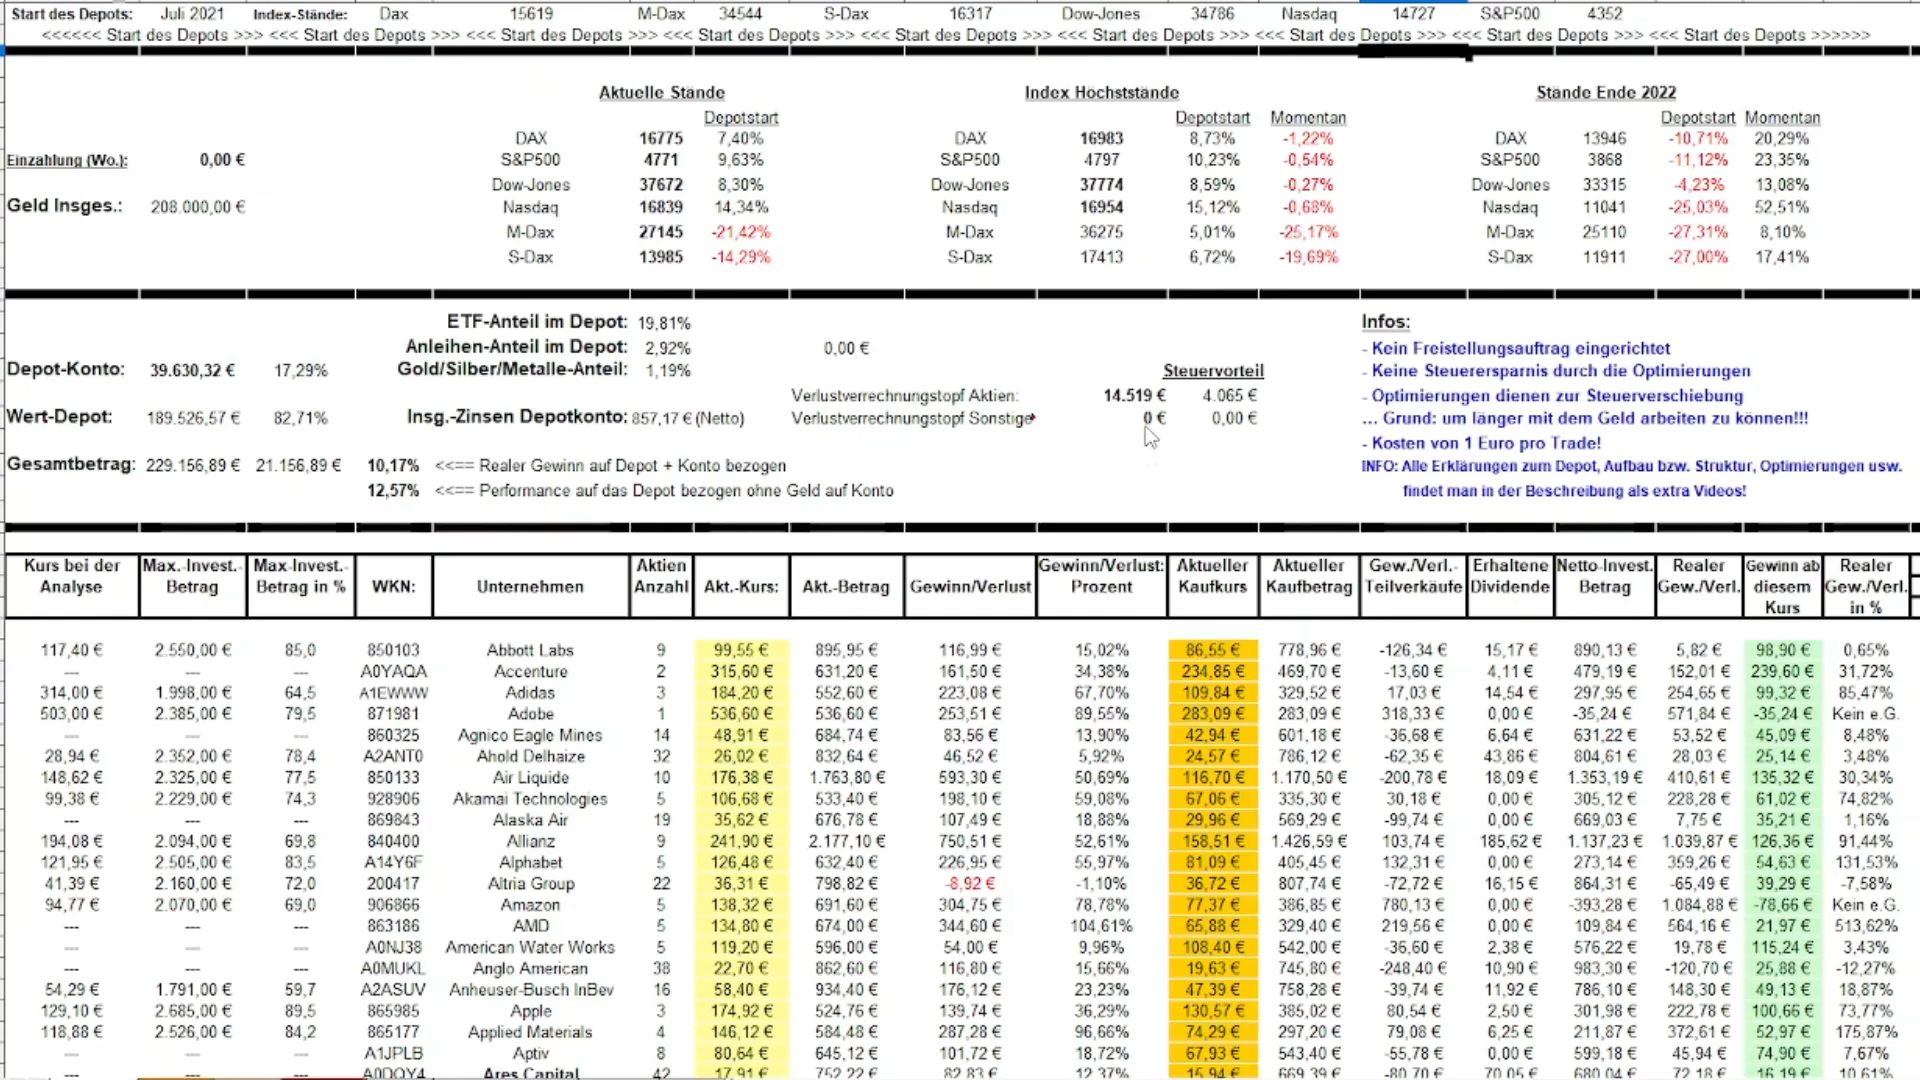 Start des Depots: Juli 2021 Index-Stände: Dax 15619 M-Dax 34544 S-Dax 16317 Dow-Jones 34786 Nasdaq 14727 S&P500 4352
<<<<<< Start des Depots >>> <<< Start des Depots >>> <<< Start des Depots >>> <<< Start des Depots >>> <<< Start des Depots >>> <<< Start des Depots >>> <<< Start des Depots >>> <<< Start des Depots >>> <<< Start des Depots >>>>>>
Aktuelle Stände Index Höchststände Stände Ende 2022
Depotstart Depotstart Momentan Depotstart Momentan
DAX 16775 7,40% DAX 16983 8,73% -1,22% DAX 13946 -10,71% 20,29%
Einzahlung (Wo.): 0,00 € S&P500 4771 9,63% S&P500 4797 10,23% -0,54% S&P500 3868 -11,12% 23,35%
Dow-Jones 37672 8,30% Dow-Jones 37774 8,59% -0,27% Dow-Jones 33315 -4,23% 13,08%
Geld Insges.: 208.000,00 € Nasdaq 16839 14,34% Nasdaq 16954 15,12% -0,68% Nasdaq 11041 -25,03% 52,51%
M-Dax 27145 -21,42% M-Dax 36275 5,01% -25,17% M-Dax 25110 -27,31% 8,10%
S-Dax 13985 -14,29% S-Dax 17413 6,72% -19,69% S-Dax 11911 -27,00% 17,41%
ETF-Anteil im Depot: 19,81% Infos:
Anleihen-Anteil im Depot: 2,92% 0,00 € - Kein Freistellungsauftrag eingerichtet
Depot-Konto: 39.630,32 € 17,29% Gold/Silber/Metalle-Anteil: 1,19% Steuervorteil - Keine Steuerersparnis durch die Optimierungen
Verlustverrechnungstopf Aktien: 14.519 € 4.065 € - Optimierungen dienen zur Steuerverschiebung
Wert-Depot: 189.526,57 € 82,71% Insg.-Zinsen Depotkonto: 857,17 € (Netto) Verlustverrechnungstopf Sonstige 0 € 0,00 € ... Grund: um länger mit dem Geld arbeiten zu können!!!
- Kosten von 1 Euro pro Trade!
Gesamtbetrag: 229.156,89 € 21.156,89 € 10,17% <<== Realer Gewinn auf Depot + Konto bezogen INFO: Alle Erklärungen zum Depot, Aufbau bzw. Struktur, Optimierungen usw.
12,57% <<== Performance auf das Depot bezogen ohne Geld auf Konto findet man in der Beschreibung als extra Videos!
Kurs bei der Max.-Invest.- Max-Invest.- Aktien Gewinn/Verlust: Aktueller Aktueller Gew./Verl.- Erhaltene Netto-Invest. Realer Gewinn ab Realer
Analyse Betrag Betrag in % WKN: Unternehmen Anzahl Akt.-Kurs: Akt.-Betrag Gewinn/Verlust Prozent Kaufkurs Kaufbetrag Teilverkäufe Dividende Betrag Gew./Verl. diesem Gew./Verl.
Kurs in %
117,40 € 2.550,00 € 85,0 850103 Abbott Labs 9 99,55 € 895,95 € 116,99 € 15,02% 86,55 € 778,96 € -126,34 € 15,17 € 890,13 € 5,82 € 98,90 € 0,65%
--- --- --- A0YAQA Accenture 2 315,60 € 631,20 € 161,50 € 34,38% 234,85 € 469,70 € -13,60 € 4,11 € 479,19 € 152,01 € 239,60 € 31,72%
314,00 € 1.998,00 € 64,5 A1EWWW Adidas 3 184,20 € 552,60 € 223,08 € 67,70% 109,84 € 329,52 € 17,03 € 14,54 € 297,95 € 254,65 € 99,32 € 85,47%
503,00 € 2.385,00 € 79,5 871981 Adobe 1 536,60 € 536,60 € 253,51 € 89,55% 283,09 € 283,09 € 318,33 € 0,00 € -35,24 € 571,84 € -35,24 € Kein e.G.
--- --- --- 860325 Agnico Eagle Mines 14 48,91 € 684,74 € 83,56 € 13,90% 42,94 € 601,18 € -36,68 € 6,64 € 631,22 € 53,52 € 45,09 € 8,48%
28,94 € 2.352,00 € 78,4 A2ANT0 Ahold Delhaize 32 26,02 € 832,64 € 46,52 € 5,92% 24,57 € 786,12 € -62,35 € 43,86 € 804,61 € 28,03 € 25,14 € 3,48%
148,62 € 2.325,00 € 77,5 850133 Air Liquide 10 176,38 € 1.763,80 € 593,30 € 50,69% 116,70 € 1.170,50 € -200,78 € 18,09 € 1.353,19 € 410,61 € 135,32 € 30,34%
99,38 € 2.229,00 € 74,3 928906 Akamai Technologies 5 106,68 € 533,40 € 198,10 € 59,08% 67,06 € 335,30 € 30,18 € 0,00 € 305,12 € 228,28 € 61,02 € 74,82%
--- --- --- 869843 Alaska Air 19 35,62 € 676,78 € 107,49 € 18,88% 29,96 € 569,29 € -99,74 € 0,00 € 669,03 € 7,75 € 35,21 € 1,16%
194,08 € 2.094,00 € 69,8 840400 Allianz 9 241,90 € 2.177,10 € 750,51 € 52,61% 158,51 € 1.426,59 € 103,74 € 185,62 € 1.137,23 € 1.039,87 € 126,36 € 91,44%
121,95 € 2.505,00 € 83,5 A14Y6F Alphabet 5 126,48 € 632,40 € 226,95 € 55,97% 81,09 € 405,45 € 132,31 € 0,00 € 273,14 € 359,26 € 54,63 € 131,53%
41,39 € 2.160,00 € 72,0 200417 Altria Group 22 36,31 € 798,82 € -8,92 € -1,10% 36,72 € 807,74 € -72,72 € 16,15 € 864,31 € -65,49 € 39,29 € -7,58%
94,77 € 2.070,00 € 69,0 906866 Amazon 5 138,32 € 691,60 € 304,75 € 78,78% 77,37 € 386,85 € 780,13 € 0,00 € -393,28 € 1.084,88 € -78,66 € Kein e.G.
--- --- --- 863186 AMD 5 134,80 € 674,00 € 344,60 € 104,61% 65,88 € 329,40 € 219,56 € 0,00 € 109,84 € 564,16 € 21,97 € 513,62%
--- --- --- A0NJ38 American Water Works 5 119,20 € 596,00 € 54,00 € 9,96% 108,40 € 542,00 € -36,60 € 2,38 € 576,22 € 19,78 € 115,24 € 3,43%
--- --- --- A0MUKL Anglo American 38 22,70 € 862,60 € 116,80 € 15,66% 19,63 € 745,80 € -248,40 € 10,90 € 983,30 € -120,70 € 25,88 € -12,27%
54,29 € 1.791,00 € 59,7 A2ASUV Anheuser-Busch InBev 16 58,40 € 934,40 € 176,12 € 23,23% 47,39 € 758,28 € -39,74 € 11,92 € 786,10 € 148,30 € 49,13 € 18,87%
129,10 € 2.685,00 € 89,5 865985 Apple 3 174,92 € 524,76 € 139,74 € 36,29% 130,57 € 385,02 € 80,54 € 2,50 € 301,98 € 222,78 € 100,66 € 73,77%
118,88 € 2.526,00 € 84,2 865177 Applied Materials 4 146,12 € 584,48 € 287,28 € 96,66% 74,29 € 297,20 € 79,08 € 6,25 € 211,87 € 372,61 € 52,97 € 175,87%
--- --- --- A1JPLB Aptiv 8 80,64 € 645,12 € 101,72 € 18,72% 67,93 € 543,40 € -55,78 € 0,00 € 599,18 € 45,94 € 74,90 € 7,67%
--- --- --- A0DQY4 Ares Capital 42 17,91 € 752,22 € 82,83 € 12,37% 15,94 € 669,39 € -80,70 € 70,05 € 680,04 € 72,18 € 16,19 € 10,61%